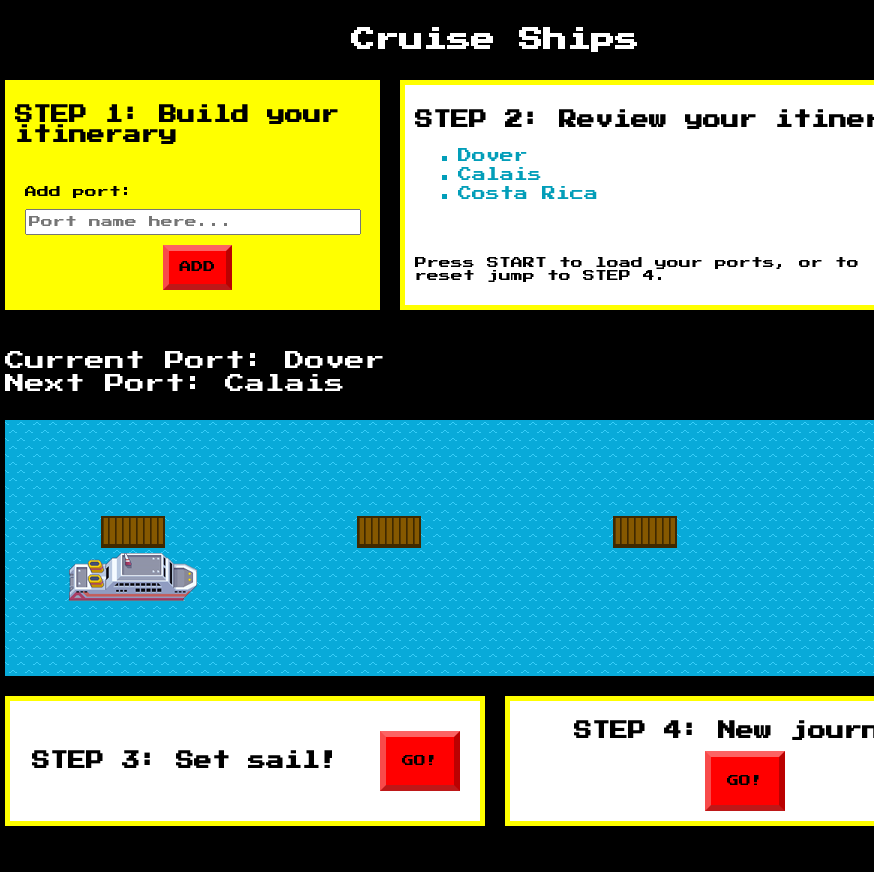 Cruise Ships
STEP 1: Build your
itinerary
Add port:
Port name here...
ADD
STEP 2: Review your itiner
Dover
Calais
Costa Rica
Press START to load your ports, or to
reset jump to STEP 4.
Current Port: Dover
Next Port: Calais
STEP 3: Set sail!
GO!
STEP 4: New journ
GO!